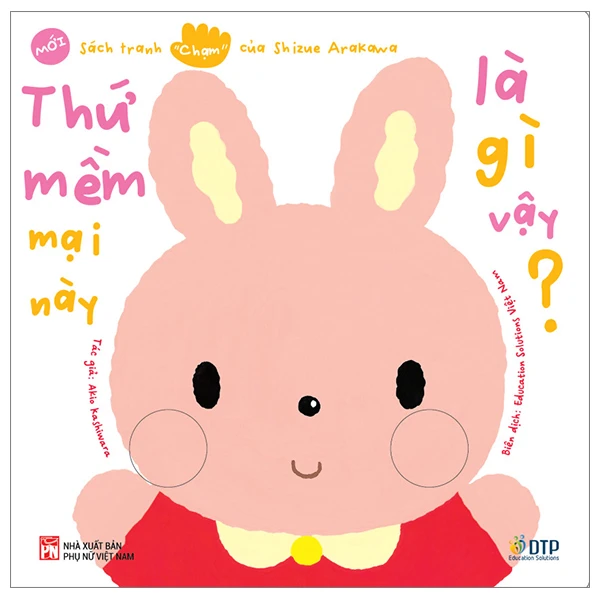 MỚI Sách tranh "Chạm" của Shizue Arakawa
Thứ
mềm
mại
này
là
gì
vậy
?
Tác giả: Akio Kashiwara
Biên dịch: Education Solutions Việt Nam
PN
NHÀ XUẤT BẢN
PHỤ NỮ VIỆT NAM
DTP
Education Solutions